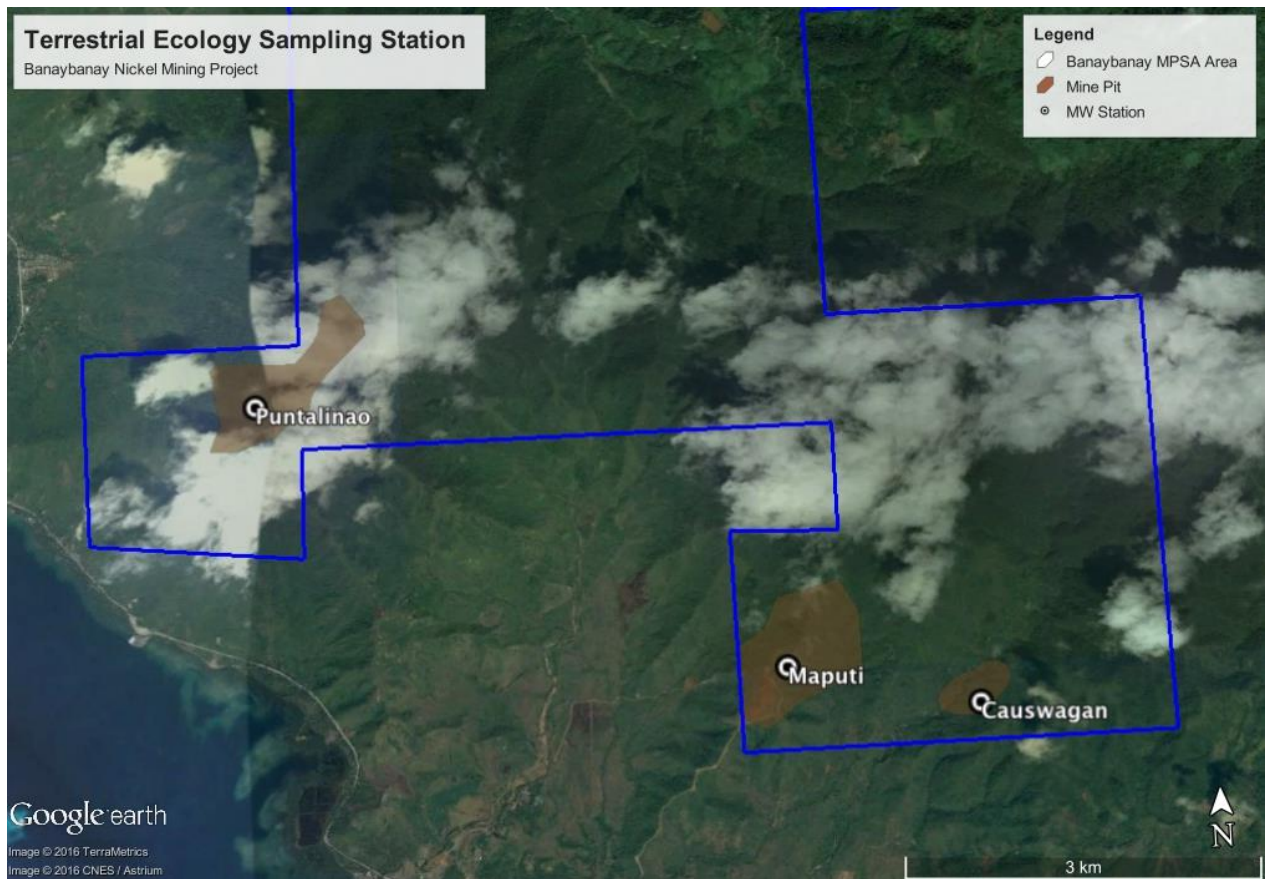 Terrestrial Ecology Sampling Station
Banaybanay Nickel Mining Project
Legend
Banaybanay MPSA Area
Mine Pit
MW Station
Puntalinao
Maputi
Causwagan
Google earth
N
Image © 2016 TerraMetrics
Image © 2016 CNES / Astrium
3 km